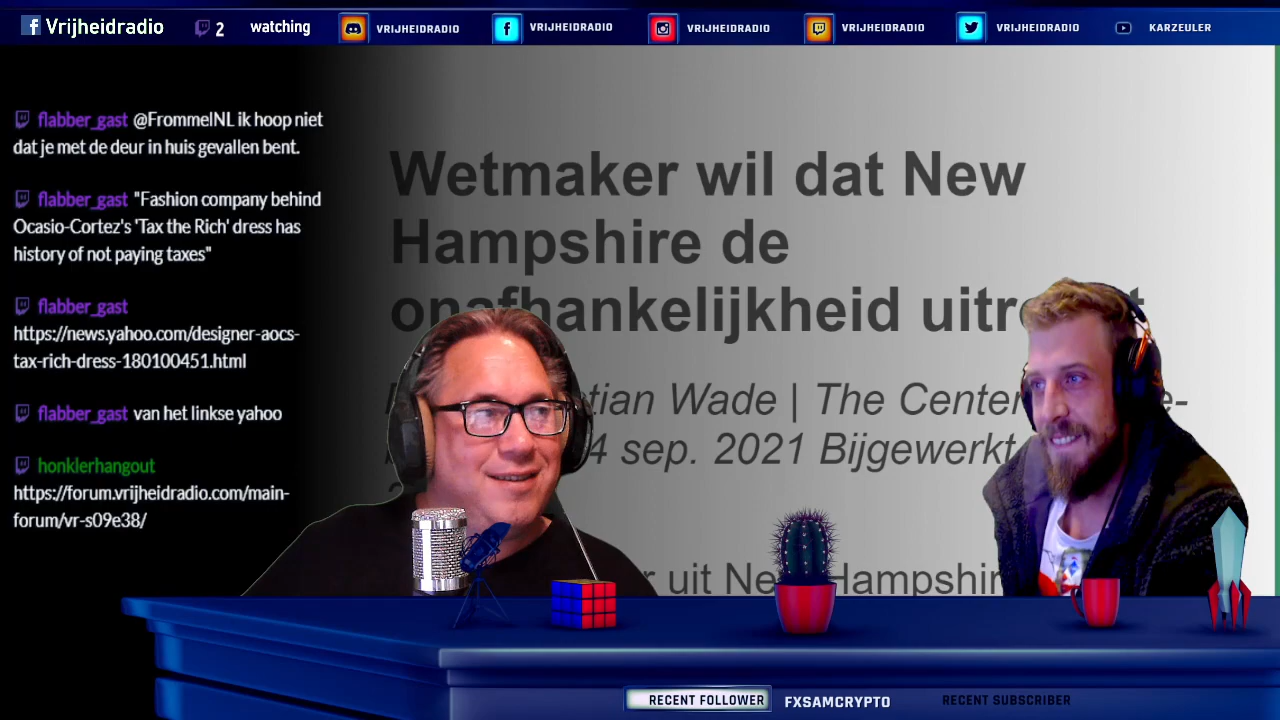 Vrijheidradio
2 watching
VRIJHEIDRADIO
VRIJHEIDRADIO
VRIJHEIDRADIO
VRIJHEIDRADIO
VRIJHEIDRADIO
KARZEULER
flabber_gast @FrommelNL ik hoop niet
dat je met de deur in huis gevallen bent.
flabber_gast "Fashion company behind
Ocasio-Cortez's 'Tax the Rich' dress has
history of not paying taxes"
flabber_gast
https://news.yahoo.com/designer-aocs-
tax-rich-dress-180100451.html
flabber_gast van het linkse yahoo
honklerhangout
https://forum.vrijheidradio.com/main-
forum/vr-s09e38/
Wetmaker wil dat New
Hampshire de
onafhankelijkheid
tian Wade | The Center
4 sep. 2021 Bijgewerkt
uit Hampshir
RECENT FOLLOWER
FXSAMCRYPTO
RECENT SUBSCRIBER